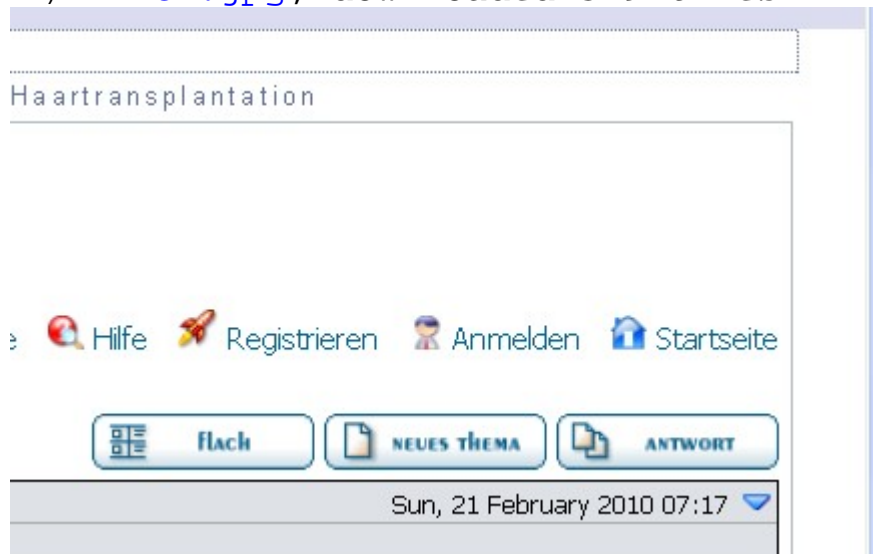 Haartransplantation
Hilfe Registrieren Anmelden Startseite
flach NEUES THEMA ANTWORT
Sun, 21 February 2010 07:17